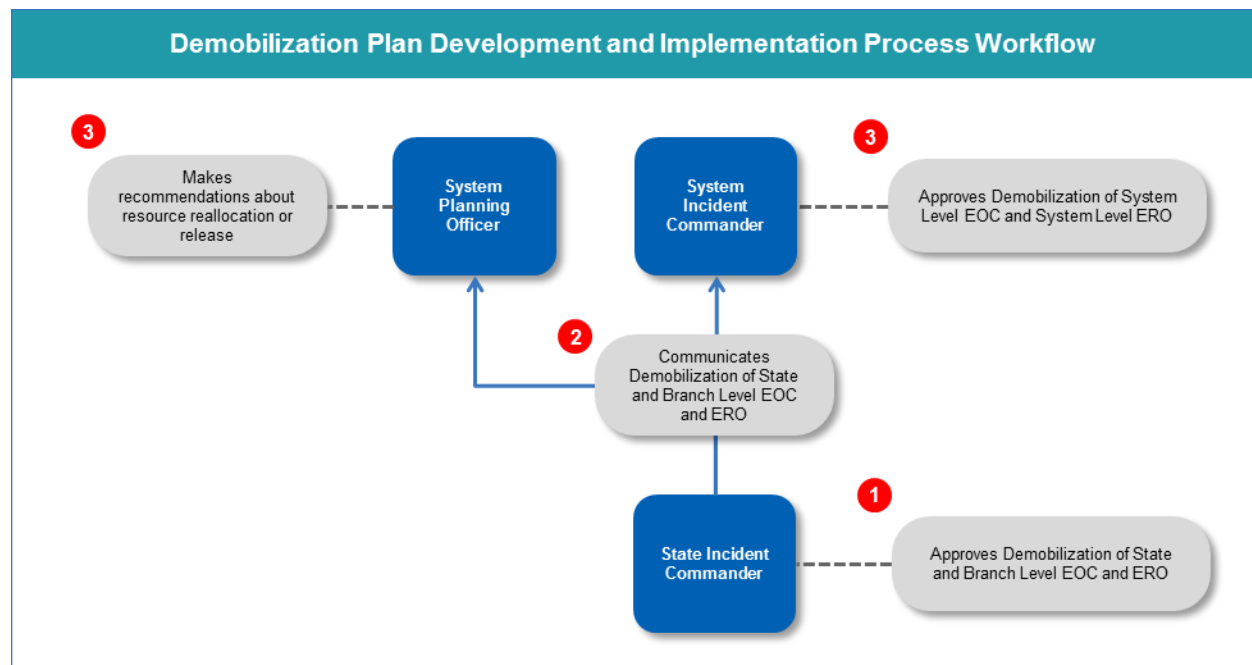 Demobilization Plan Development and Implementation Process Workflow
3
Makes
recommendations about
resource reallocation or
release
System
Planning
Officer
System
Incident
Commander
3
Approves Demobilization of System
Level EOC and System Level ERO
2
Communicates
Demobilization of State
and Branch Level EOC
and ERO
State Incident
Commander
1
Approves Demobilization of State
and Branch Level EOC and ERO